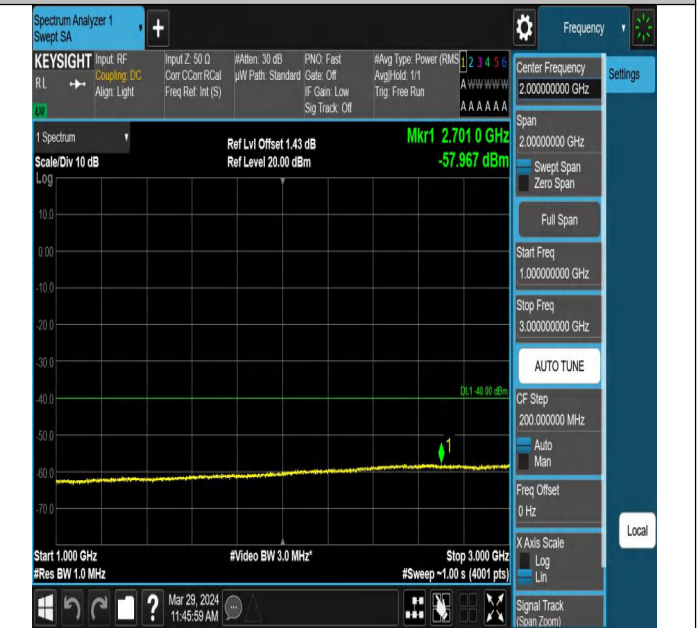 Spectrum Analyzer 1
Swept SA
Frequency
KEYSIGHT
RL
LXI
Input: RF
Coupling: DC
Align: Light
Input Z: 50 Ω
Corr CCorr RCal
Freq Ref: Int (S)
#Atten: 30 dB
µW Path: Standard
PNO: Fast
Gate: Off
IF Gain: Low
Sig Track: Off
#Avg Type: Power (RMS
Avg|Hold: 1/1
Trig: Free Run
1 2 3 4 5 6
A W W W W W
A A A A A A
1 Spectrum
Scale/Div 10 dB
Log
Ref Lvl Offset 1.43 dB
Ref Level 20.00 dBm
Mkr1 2.701 0 GHz
-57.967 dBm
10.0
0.00
-10.0
-20.0
-30.0
-40.0
-50.0
-60.0
-70.0
DL1 -40.00 dBm
1
Start 1.000 GHz
#Res BW 1.0 MHz
#Video BW 3.0 MHz*
Stop 3.000 GHz
#Sweep ~1.00 s (4001 pts)
Center Frequency
2.000000000 GHz
Settings
Span
2.00000000 GHz
Swept Span
Zero Span
Full Span
Start Freq
1.000000000 GHz
Stop Freq
3.000000000 GHz
AUTO TUNE
CF Step
200.000000 MHz
Auto
Man
Freq Offset
0 Hz
X Axis Scale
Log
Lin
Local
Signal Track
(Span Zoom)
?
Mar 29, 2024
11:45:59 AM